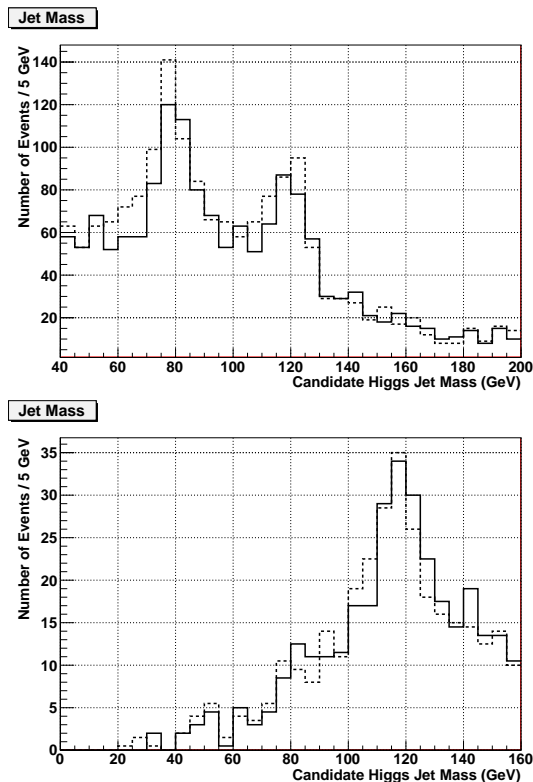 Jet Mass
Number of Events / 5 GeV
140
120
100
80
60
40
20
40 60 80 100 120 140 160 180 200
Candidate Higgs Jet Mass (GeV)
Jet Mass
Number of Events / 5 GeV
35
30
25
20
15
10
5
0
0 20 40 60 80 100 120 140 160
Candidate Higgs Jet Mass (GeV)